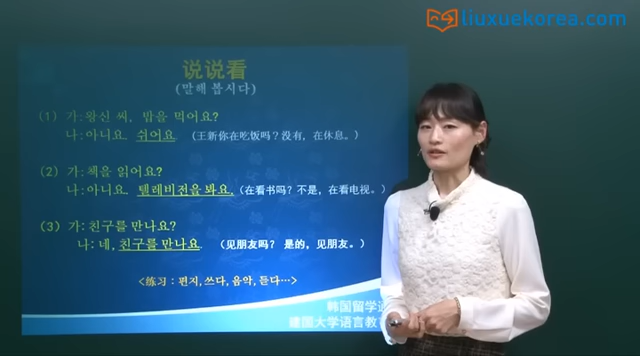 liuxuekorea.com
说说看
(말해 봅시다)
(1) 가:왕신 씨, 밥을 먹어요?
나:아니요. 쉬어요. (王新你在吃饭吗？没有，在休息。)
(2) 가:책을 읽어요?
나:아니요. 텔레비전을 봐요. (在看书吗？不是，在看电视。)
(3) 가:친구를 만나요?
나: 네, 친구를 만나요. (见朋友吗？ 是的，见朋友。)
<练习：편지, 쓰다, 음악, 듣다…>
韩国留学
建国大学语言教育